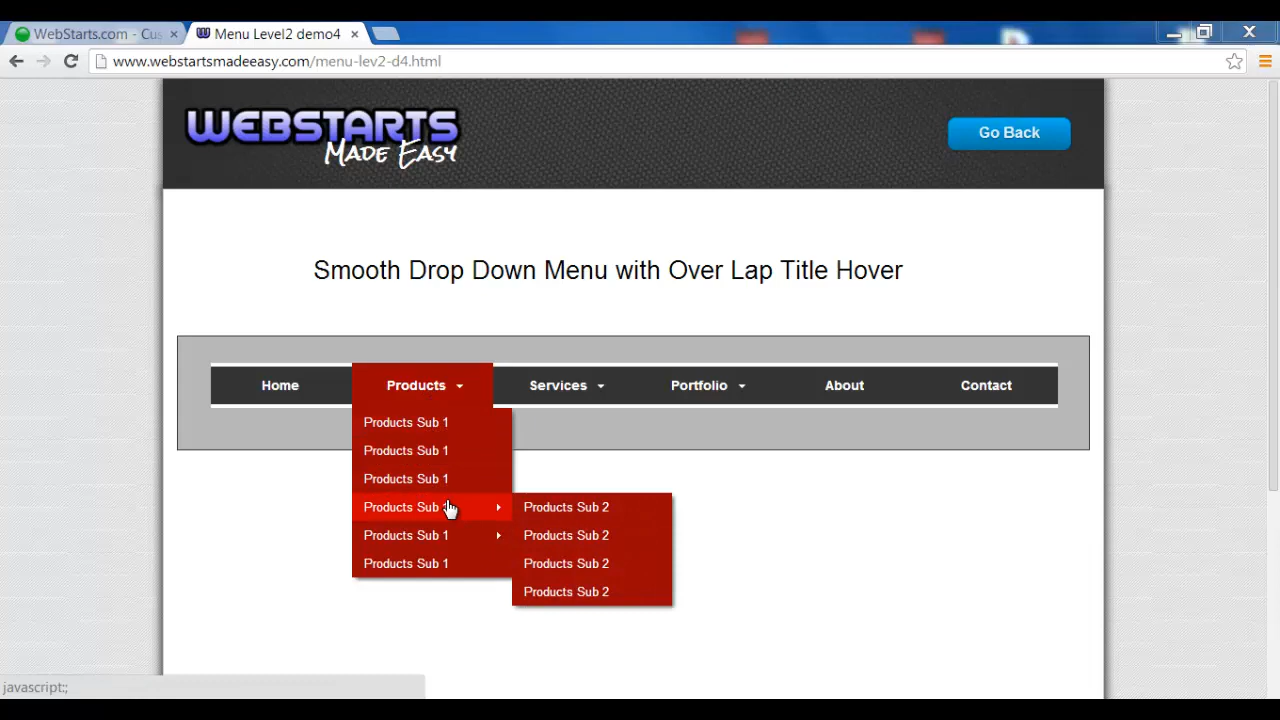 WebStarts.com - Cus
Menu Level2 demo4
www.webstartsmadeeasy.com/menu-lev2-d4.html
WEBSTARTS
Made Easy
Go Back
Smooth Drop Down Menu with Over Lap Title Hover
Home Products Services Portfolio About Contact
Products Sub 1
Products Sub 1
Products Sub 1
Products Sub Products Sub 2
Products Sub 1 Products Sub 2
Products Sub 1 Products Sub 2
Products Sub 2
javascript:;